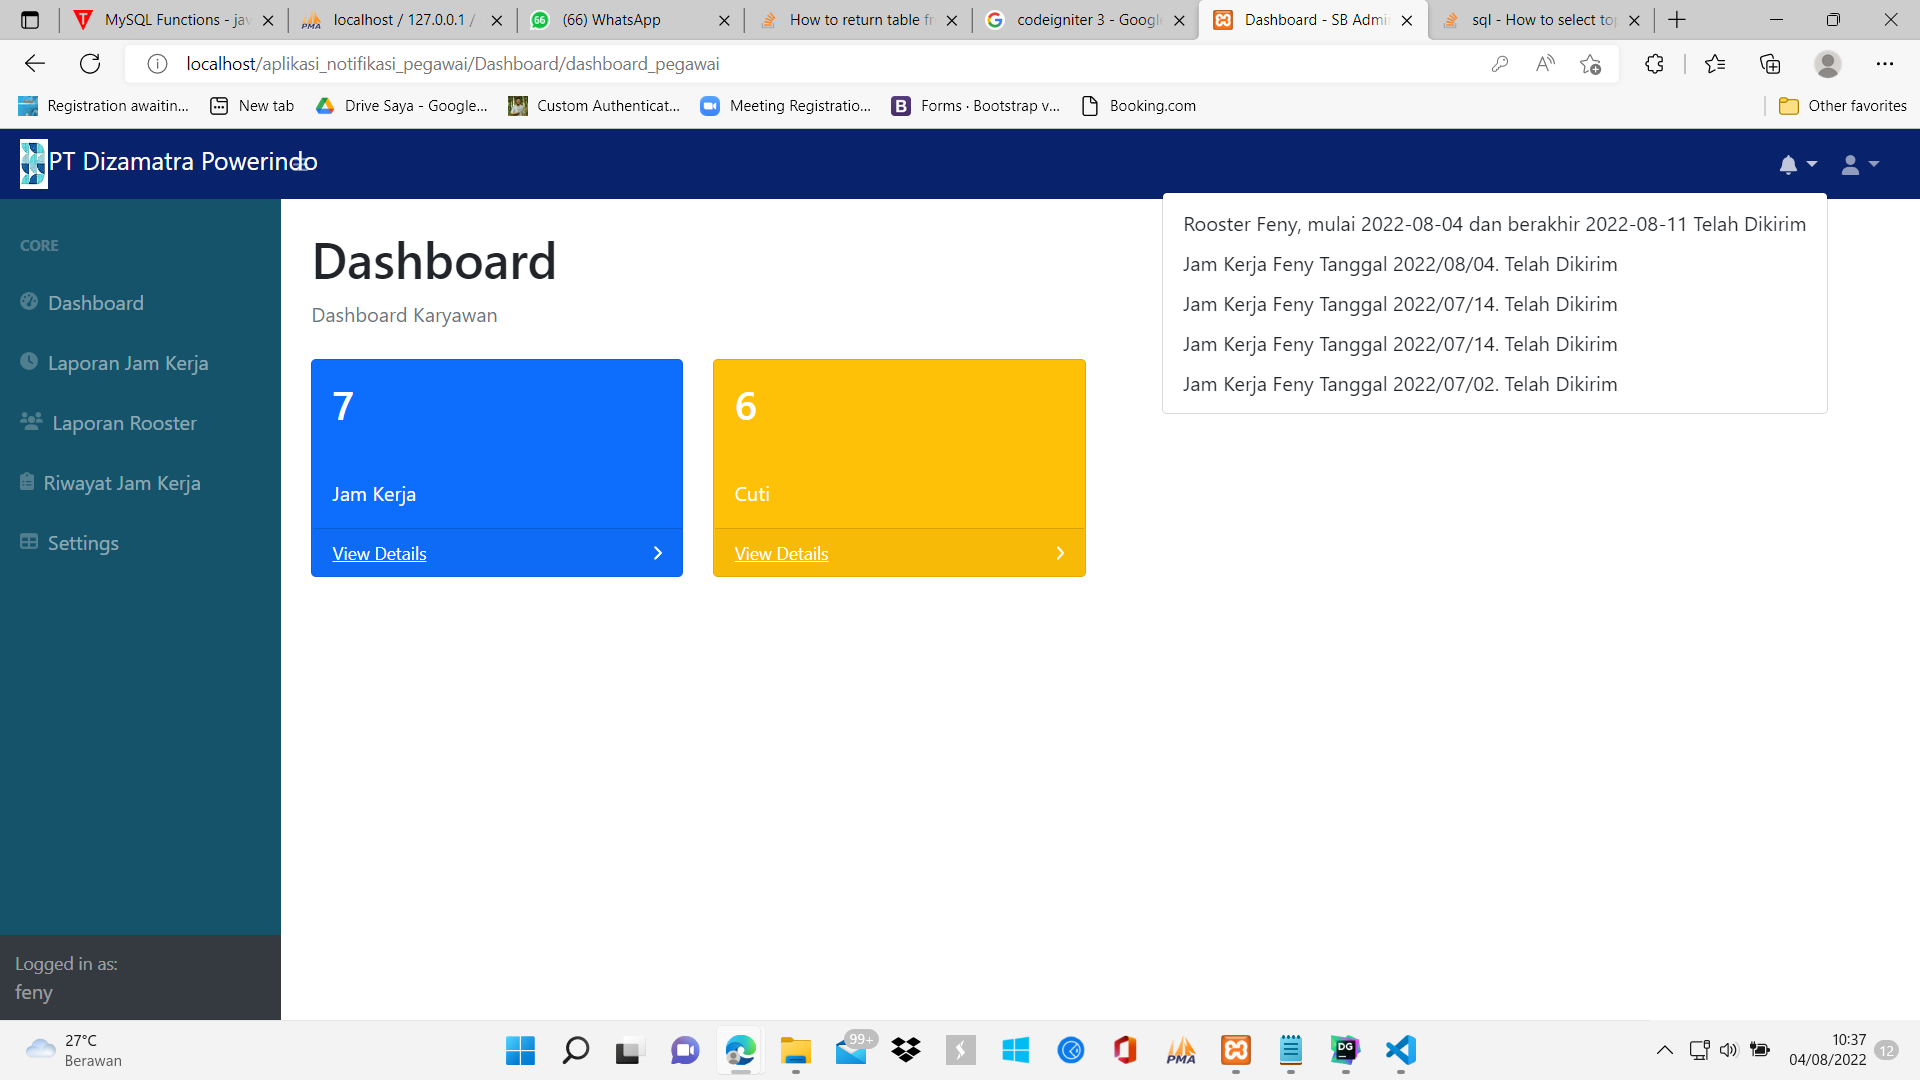 MySQL Functions - jav
localhost / 127.0.0.1 /
(66) WhatsApp
How to return table fr
codeigniter 3 - Google
Dashboard - SB Admin
sql - How to select top
localhost/aplikasi_notifikasi_pegawai/Dashboard/dashboard_pegawai
Registration awaitin...
New tab
Drive Saya - Google...
Custom Authenticat...
Meeting Registratio...
Forms · Bootstrap v...
Booking.com
Other favorites
PT Dizamatra Powerindo
Rooster Feny, mulai 2022-08-04 dan berakhir 2022-08-11 Telah Dikirim
Jam Kerja Feny Tanggal 2022/08/04. Telah Dikirim
Jam Kerja Feny Tanggal 2022/07/14. Telah Dikirim
Jam Kerja Feny Tanggal 2022/07/14. Telah Dikirim
Jam Kerja Feny Tanggal 2022/07/02. Telah Dikirim
CORE
Dashboard
Laporan Jam Kerja
Laporan Rooster
Riwayat Jam Kerja
Settings
Dashboard
Dashboard Karyawan
7
Jam Kerja
View Details
6
Cuti
View Details
Logged in as:
feny
27°C
Berawan
99+
PMA
DG
10:37
04/08/2022
12